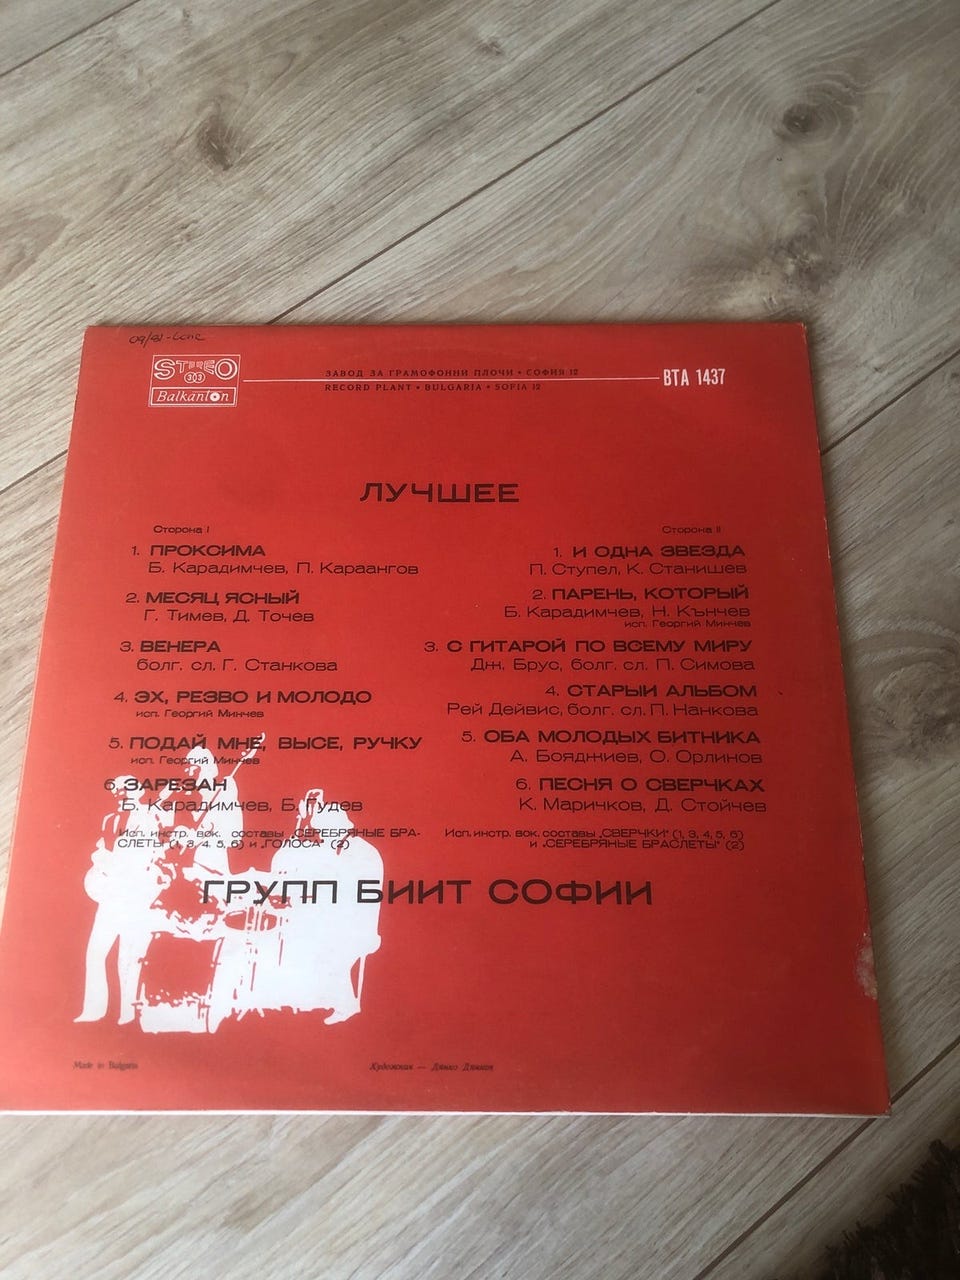 STEREO
303
Balkanton
ЗАВОД ЗА ГРАМОФОННИ ПЛОЧИ • СОФИЯ 12
RECORD PLANT • BULGARIA • SOFIA 12
ВТА 1437
ЛУЧШЕЕ
Сторона I
1. ПРОКСИМА
Б. Карадимчев, П. Караангов
2. МЕСЯЦ ЯСНЫЙ
Г. Тимев, Д. Точев
3. ВЕНЕРА
болг. сл. Г. Станкова
4. ЭХ, РЕЗВО И МОЛОДО
исп. Георгий Минчев
5. ПОДАЙ МНЕ, ВЫСЕ, РУЧКУ
исп. Георгий Минчев
6. ЗАРЕЗАН
Б. Карадимчев, Б. Гудев
Исп. инстр. вок. составы „СЕРЕБРЯНЫЕ БРА-
СЛЕТЫ (1, 3, 4, 5, 6) и „ГОЛОСА" (2)
Сторона II
1. И ОДНА ЗВЕЗДА
П. Ступел, К. Станишев
2. ПАРЕНЬ, КОТОРЫЙ
Б. Карадимчев, Н. Кънчев
исп. Георгий Минчев
3. С ГИТАРОЙ ПО ВСЕМУ МИРУ
Дж. Брус, болг. сл. П. Симова
4. СТАРЫЙ АЛЬБОМ
Рей Дейвис, болг. сл. П. Нанкова
5. ОБА МОЛОДЫХ БИТНИКА
А. Бояджиев, О. Орлинов
6. ПЕСНЯ О СВЕРЧКАХ
К. Маричков, Д. Стойчев
Исп. инстр. вок. составы „СВЕРЧКИ" (1, 3, 4, 5, 6)
и „СЕРЕБРЯНЫЕ БРАСЛЕТЫ" (2)
ГРУПП БИИТ СОФИИ
Made in Bulgaria
Художник —